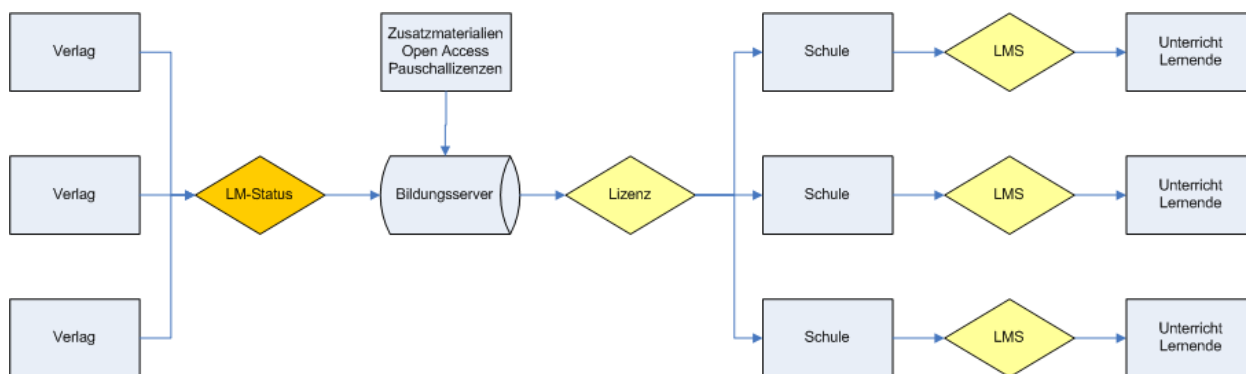 Verlag
Zusatzmaterialien
Open Access
Pauschallizenzen
Schule
LMS
Unterricht
Lernende
Verlag
LM-Status
Bildungsserver
Lizenz
Schule
LMS
Unterricht
Lernende
Verlag
Schule
LMS
Unterricht
Lernende